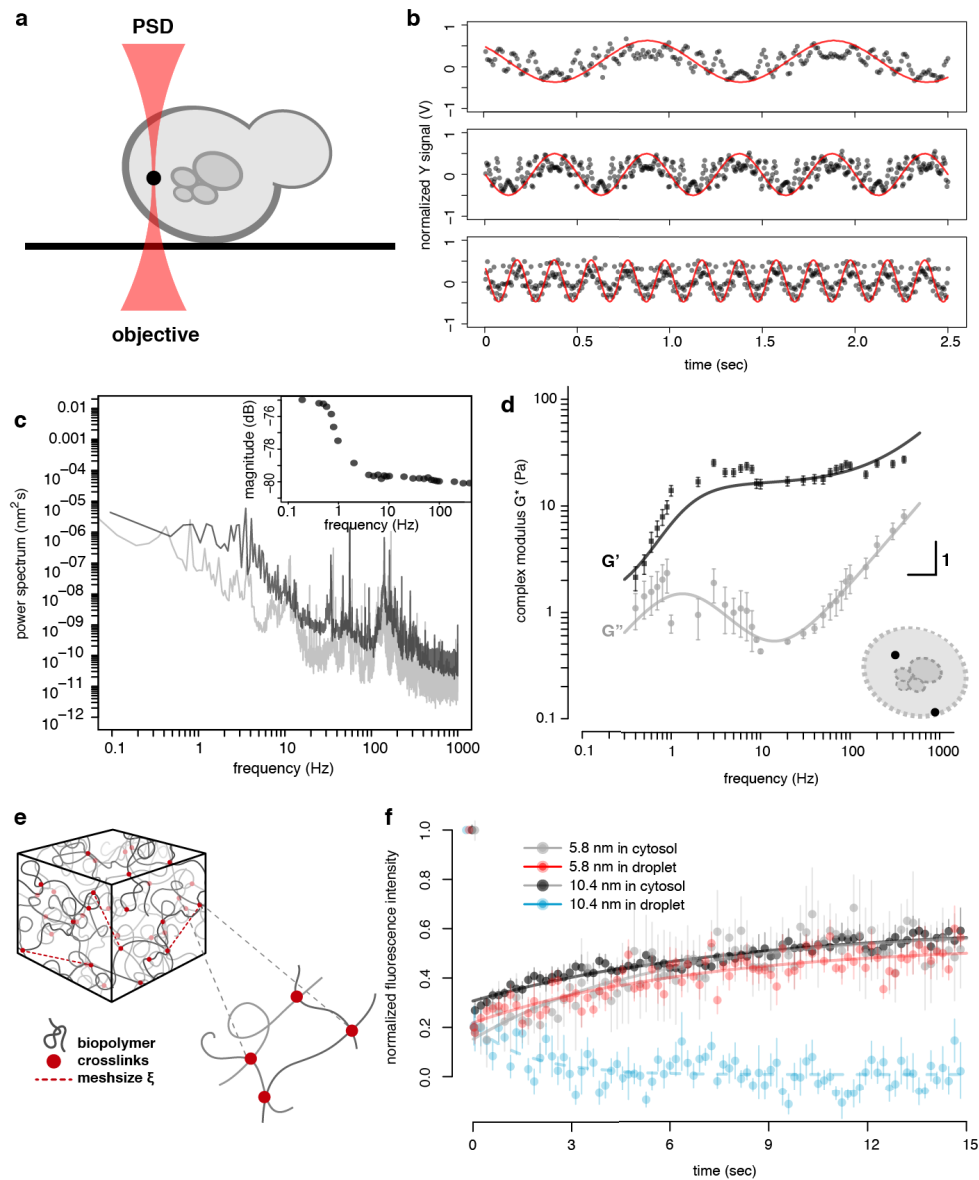 a
PSD
objective
b
normalized Y signal (V)
1
0
−1
1
0
−1
1
0
−1
0 0.5 1.0 1.5 2.0 2.5
time (sec)
c
power spectrum (nm² s)
0.01
0.001
10⁻⁴
10⁻⁵
10⁻⁶
10⁻⁷
10⁻⁸
10⁻⁹
10⁻¹⁰
10⁻¹¹
10⁻¹²
0.1 1 10 100 1000
frequency (Hz)
magnitude (dB)
−76
−78
−80
0.1 1 10 100
frequency (Hz)
d
complex modulus G* (Pa)
100
10
1
0.1
G'
G''
1
0.1 1 10 100 1000
frequency (Hz)
e
biopolymer
crosslinks
meshsize ξ
f
normalized fluorescence intensity
1.0
0.8
0.6
0.4
0.2
0.0
5.8 nm in cytosol
5.8 nm in droplet
10.4 nm in cytosol
10.4 nm in droplet
0 3 6 9 12 15
time (sec)